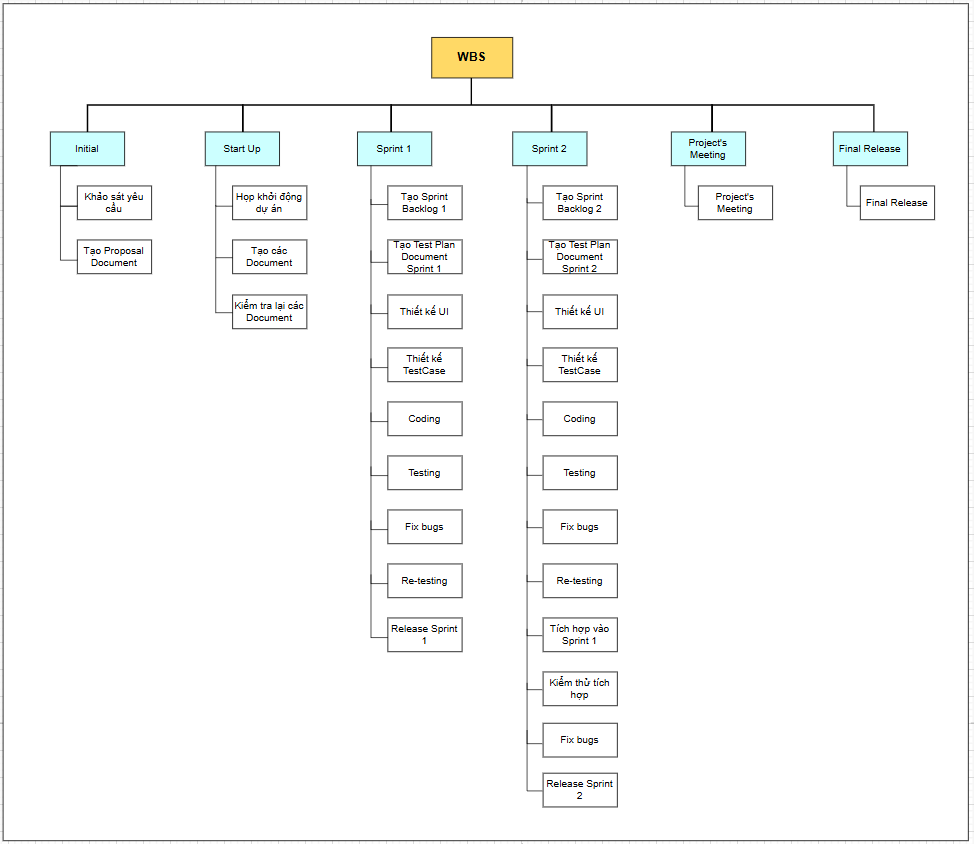 WBS
Initial
Khảo sát yêu
cầu
Tạo Proposal
Document
Start Up
Họp khởi động
dự án
Tạo các
Document
Kiểm tra lại các
Document
Sprint 1
Tạo Sprint
Backlog 1
Tạo Test Plan
Document
Sprint 1
Thiết kế UI
Thiết kế
TestCase
Coding
Testing
Fix bugs
Re-testing
Release Sprint
1
Sprint 2
Tạo Sprint
Backlog 2
Tạo Test Plan
Document
Sprint 2
Thiết kế UI
Thiết kế
TestCase
Coding
Testing
Fix bugs
Re-testing
Tích hợp vào
Sprint 1
Kiểm thử tích
hợp
Fix bugs
Release Sprint
2
Project's
Meeting
Project's
Meeting
Final Release
Final Release